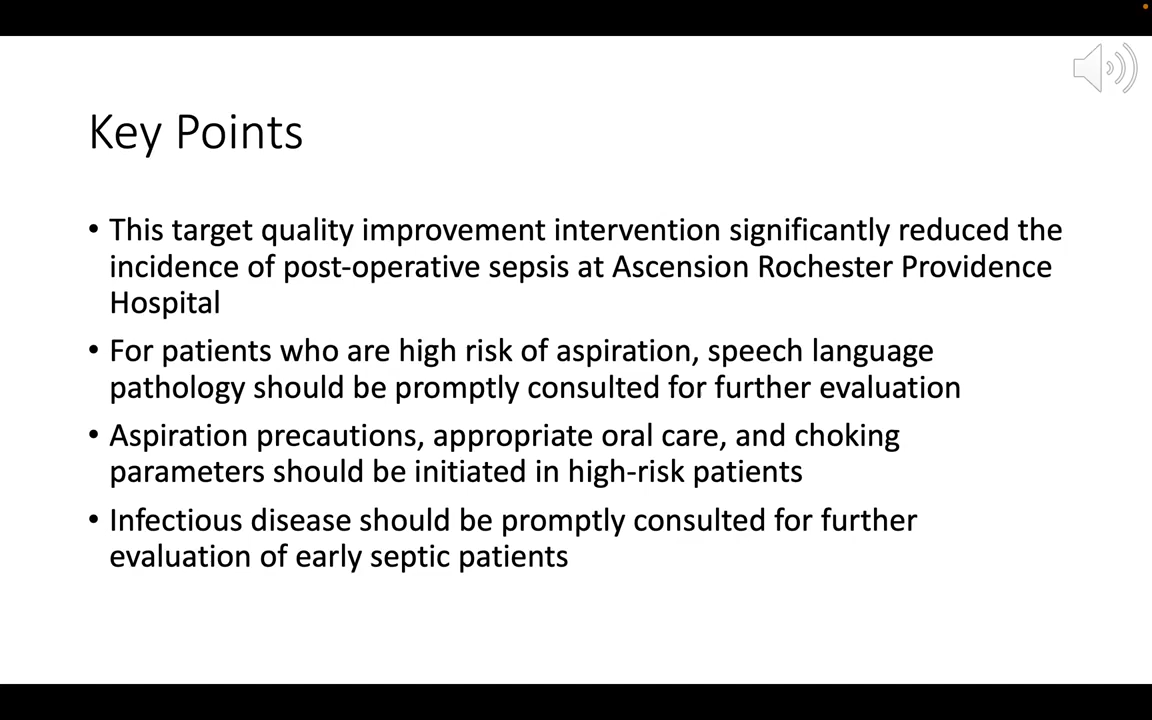 Key Points
• This target quality improvement intervention significantly reduced the
incidence of post-operative sepsis at Ascension Rochester Providence
Hospital
• For patients who are high risk of aspiration, speech language
pathology should be promptly consulted for further evaluation
• Aspiration precautions, appropriate oral care, and choking
parameters should be initiated in high-risk patients
• Infectious disease should be promptly consulted for further
evaluation of early septic patients